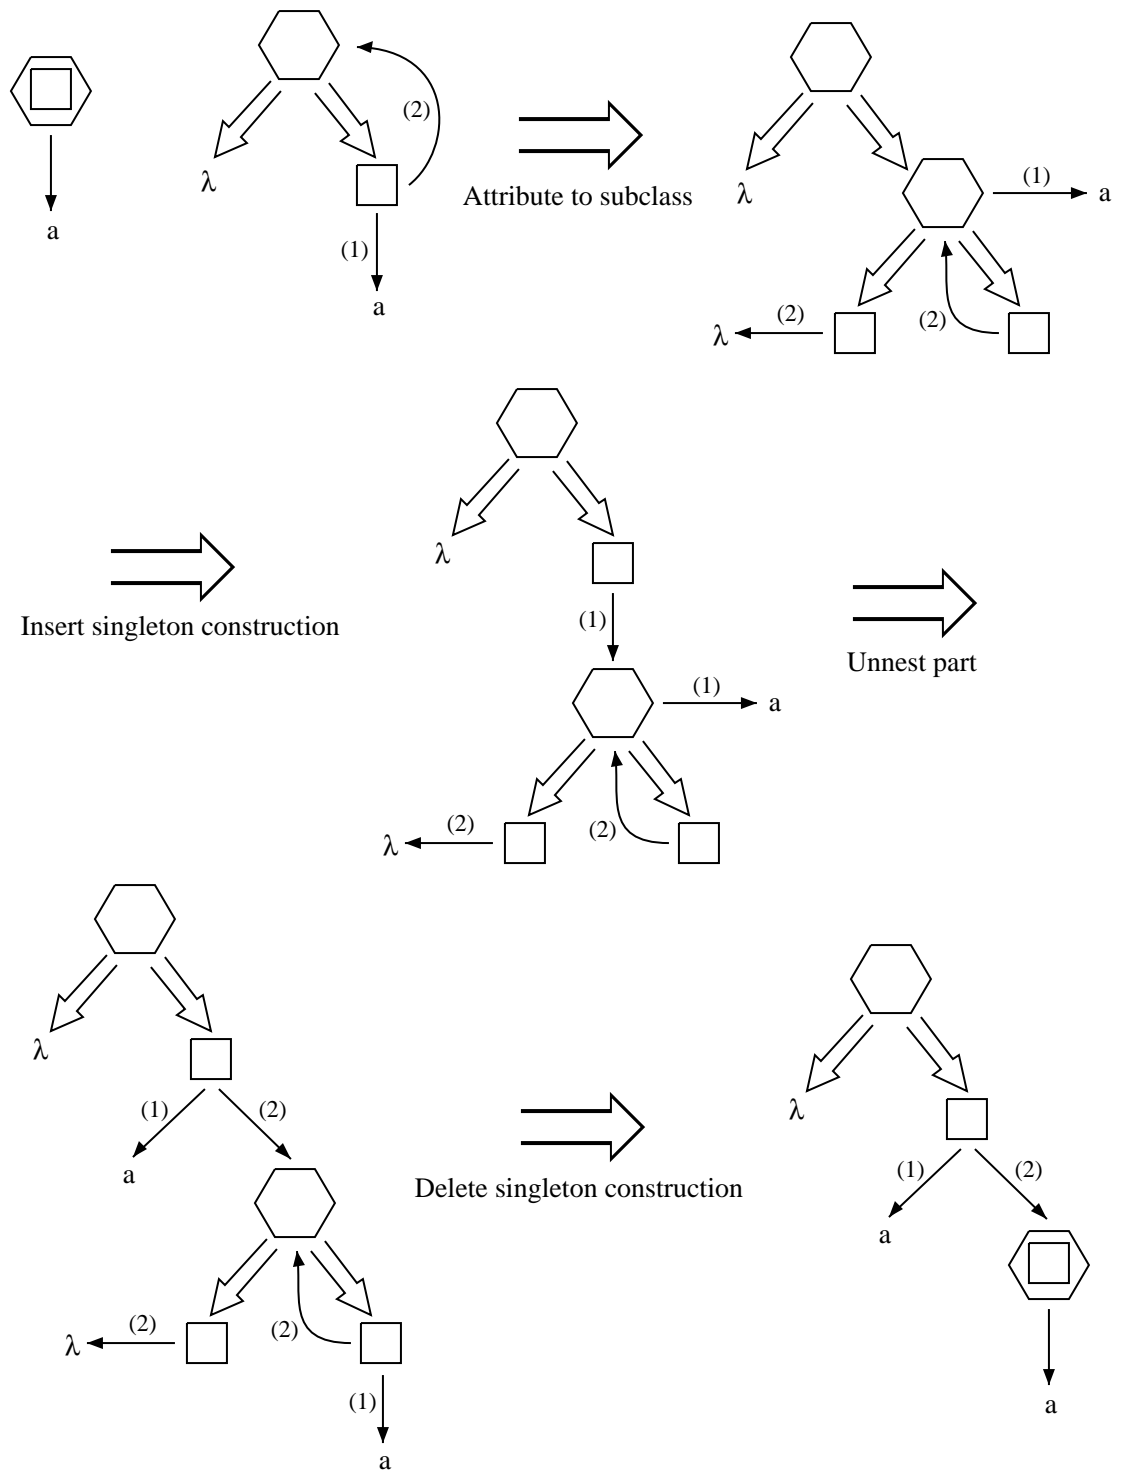 (2)
λ
a
(1)
a
Attribute to subclass
λ
(1)
a
(2)
(2)
λ
λ
Insert singleton construction
(1)
(1)
a
(2)
(2)
λ
Unnest part
λ
(1)
(2)
a
(2)
(2)
λ
(1)
a
Delete singleton construction
λ
(1)
(2)
a
a